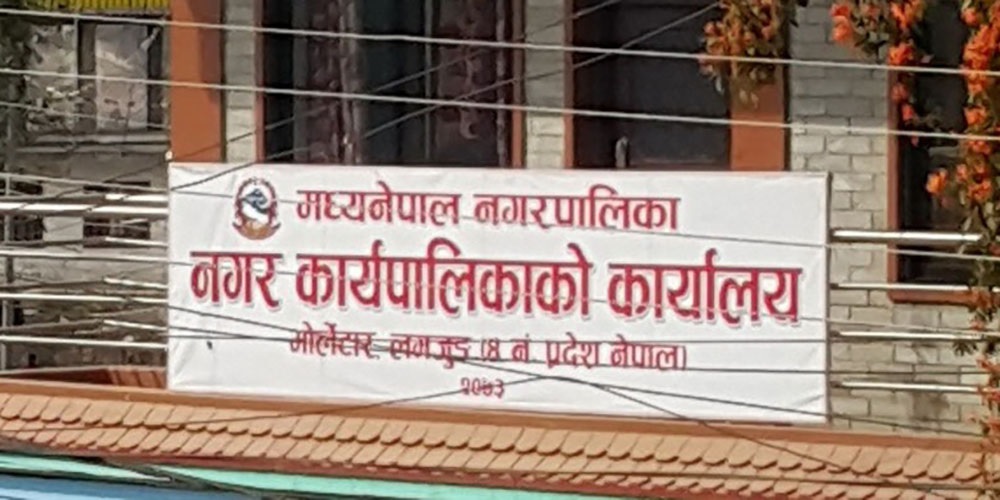 मध्यनेपाल नगरपालिका
नगर कार्यपालिकाको कार्यालय
भोर्लेटार, लमजुङ (४ नं. प्रदेश नेपाल)
२०७३